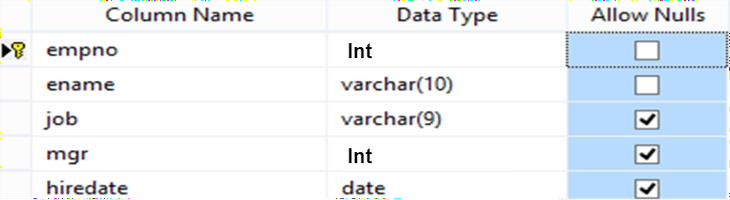 Column Name Data Type Allow Nulls
empno Int
ename varchar(10)
job varchar(9)
mgr Int
hiredate date